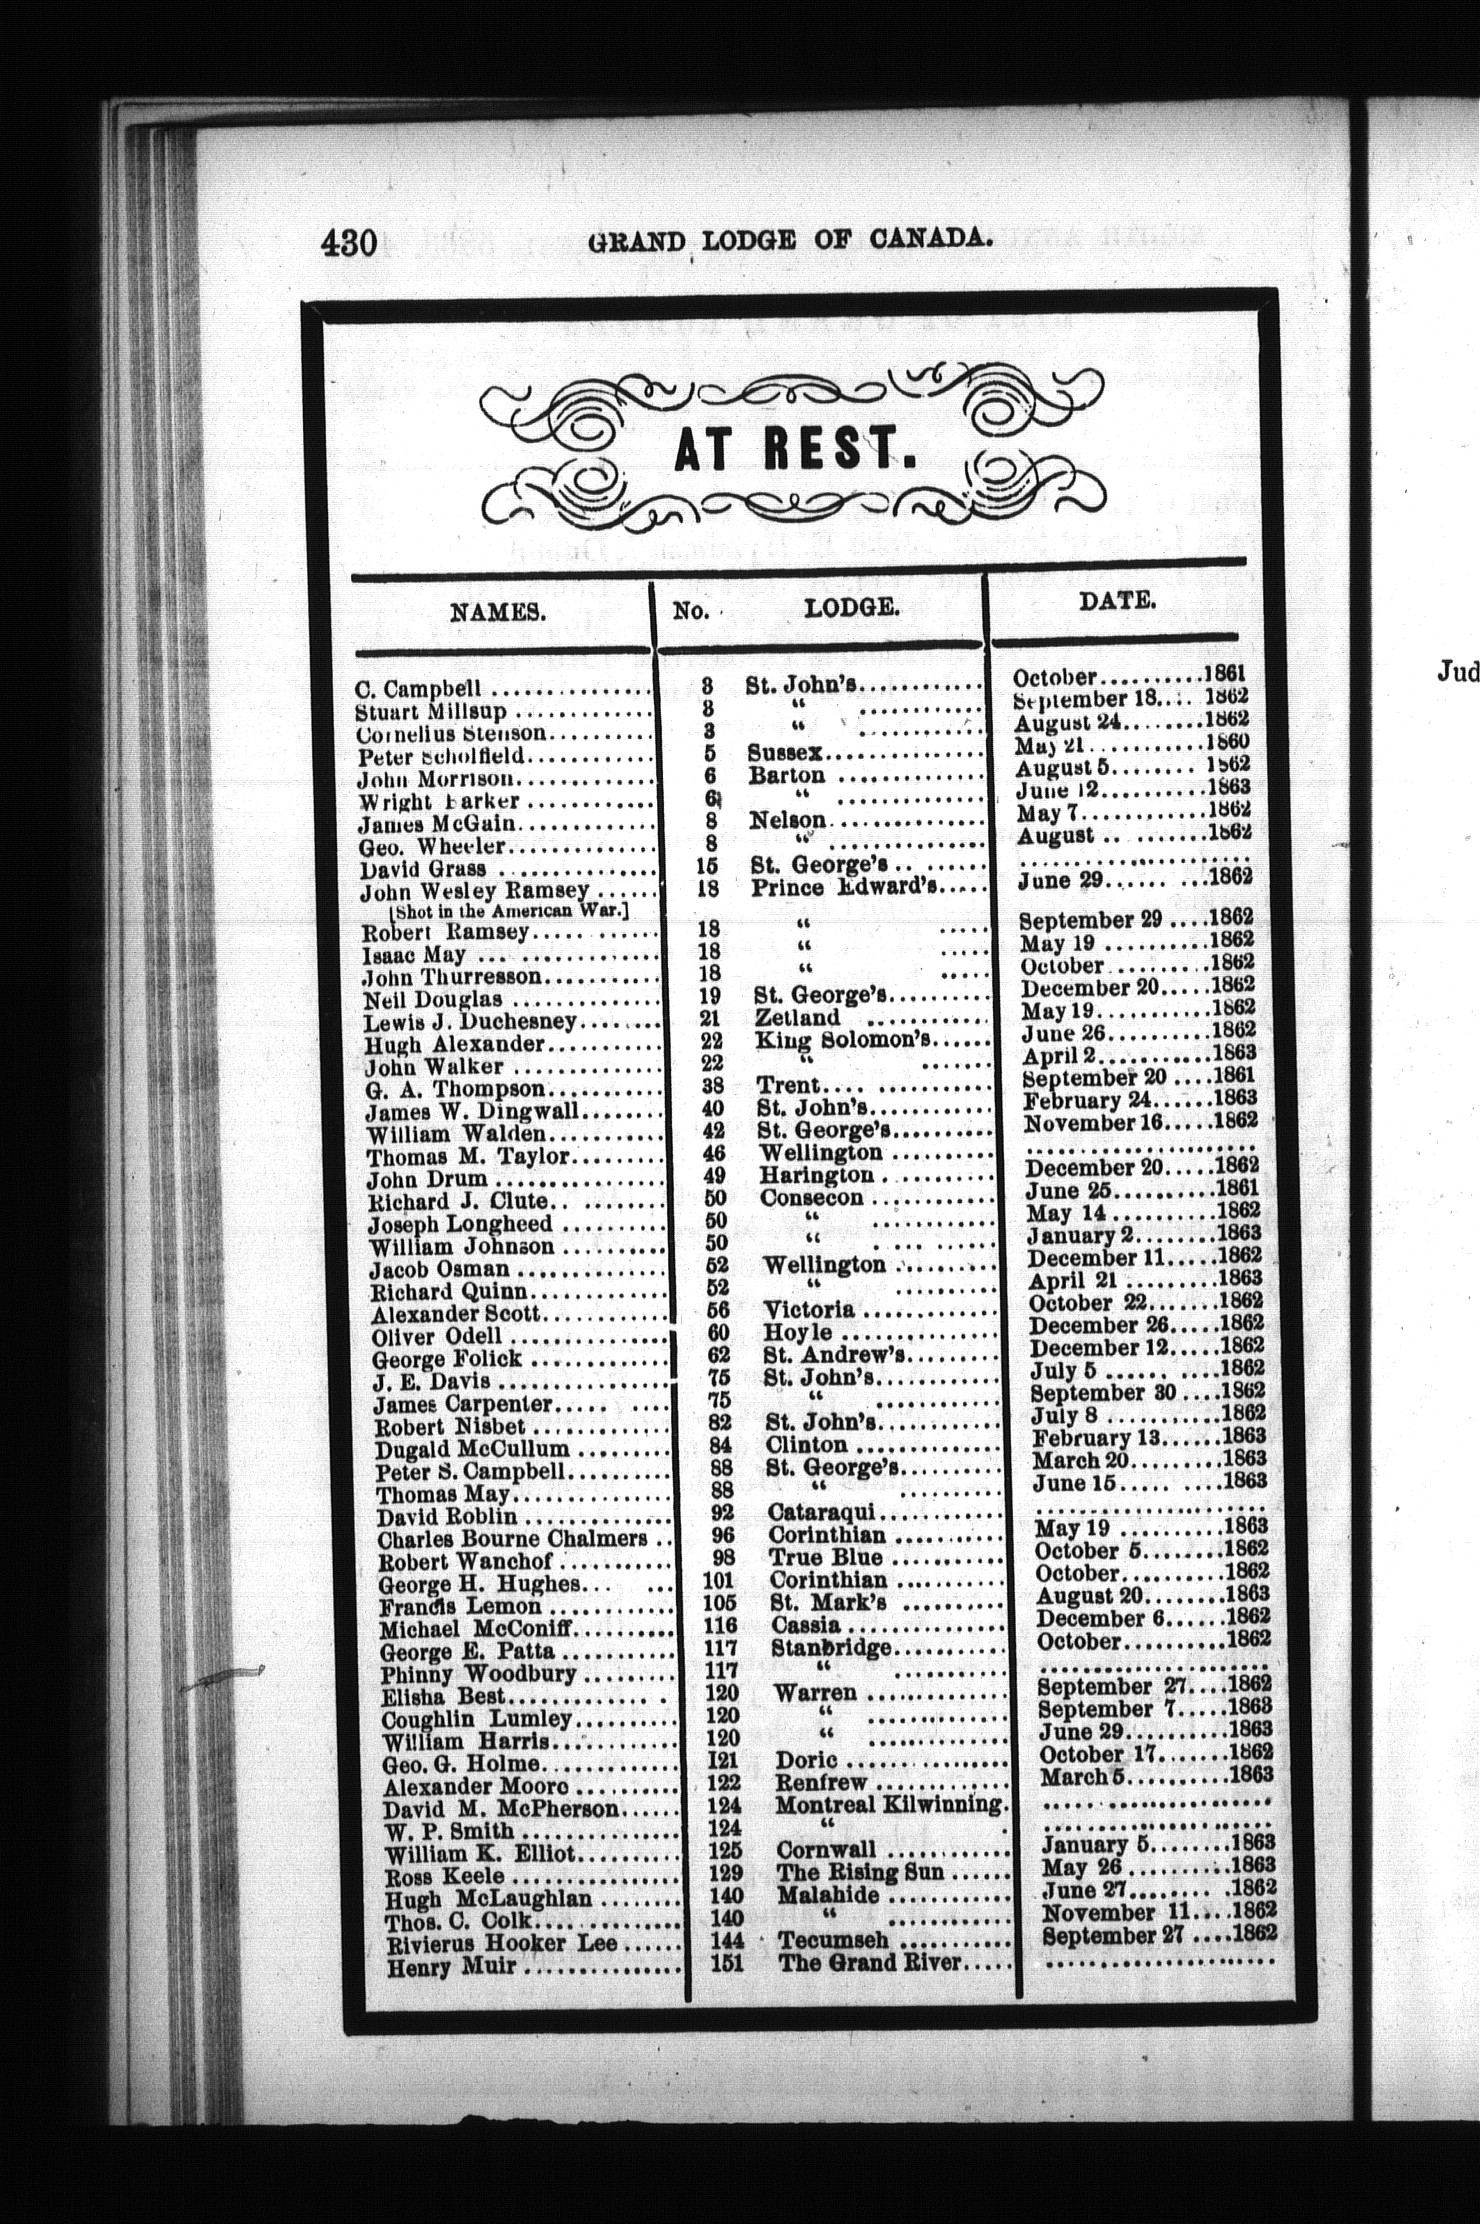 430 GRAND LODGE OF CANADA.
AT REST.
NAMES. No. LODGE. DATE.
C. Campbell ............... 3 St. John's............ October..........1861
Stuart Millsup ............. 3 “ ............ September 18.... 1862
Cornelius Stenson.......... 3 “ ............ August 24........1862
Peter Scholfield............ 5 Sussex............... May 21...........1860
John Morrison............. 6 Barton .............. August 5........ 1862
Wright Barker ............ 6 “ .............. June 12..........1863
James McGain............. 8 Nelson............... May 7............1862
Geo. Wheeler.............. 8 “ ............... August .. .......1862
David Grass ............... 15 St. George's.. ....... ......................
John Wesley Ramsey ...... 18 Prince Edward's..... June 29...... ...1862
[Shot in the American War.]
Robert Ramsey..... ...... 18 “ ..... September 29 ....1862
Isaac May ... ............. 18 “ ..... May 19 ..........1862
John Thurresson........... 18 “ ..... October..........1862
Neil Douglas .............. 19 St. George's.......... December 20.....1862
Lewis J. Duchesney........ 21 Zetland ............ May 19...........1862
Hugh Alexander........... 22 King Solomon's...... June 26..........1862
John Walker .............. 22 “ ....... April 2...........1863
G. A. Thompson........... 38 Trent.... ........... September 20 ....1861
James W. Dingwall........ 40 St. John's............ February 24......1863
William Walden........... 42 St. George's.......... November 16.....1862
Thomas M. Taylor......... 46 Wellington .......... ......................
John Drum ................ 49 Harington ........... December 20.....1862
Richard J. Clute.. ........ 50 Consecon ............ June 25..........1861
Joseph Longheed .......... 50 “ ............ May 14..........1862
William Johnson .......... 50 “ .... ....... January 2........1863
Jacob Osman .............. 52 Wellington .......... December 11.....1862
Richard Quinn............. 52 “ .......... April 21 .........1863
Alexander Scott............ 56 Victoria ............. October 22.......1862
Oliver Odell ............... 60 Hoyle ............... December 26.....1862
George Folick ............. 62 St. Andrew's......... December 12.....1862
J. E. Davis ................ 75 St. John's............ July 5 ...... ....1862
James Carpenter..... .... 75 “ ............ September 30 ....1862
Robert Nisbet ............. 82 St. John's............ July 8 ...........1862
Dugald McCullum ......... 84 Clinton .............. February 13......1863
Peter S. Campbell.......... 88 St. George's.......... March 20.........1863
Thomas May............... 88 “ .......... June 15..... ....1863
David Roblin .............. 92 Cataraqui............ ......................
Charles Bourne Chalmers .. 96 Corinthian .......... May 19 ..........1863
Robert Wanchof ........... 98 True Blue ........... October 5........1862
George H. Hughes... ... 101 Corinthian ........... October..........1862
Francis Lemon ............ 105 St. Mark's .......... August 20........1863
Michael McConiff.......... 116 Cassia ............... December 6......1862
George E. Patta ........... 117 Stanbridge........... October..........1862
Phinny Woodbury ......... 117 “ ........... ......................
Elisha Best............. . 120 Warren .............. September 27....1862
Coughlin Lumley.......... 120 “ .............. September 7.....1863
William Harris............ 120 “ .............. June 29..........1863
Geo. G. Holme............. 121 Doric ................ October 17.......1862
Alexander Moore .......... 122 Renfrew ............. March 5..........1863
David M. McPherson...... 124 Montreal Kilwinning. ......................
W. P. Smith ............... 124 “ . ......................
William K. Elliot.......... 125 Cornwall ............ January 5........1863
Ross Keele ................ 129 The Rising Sun ...... May 26 ..........1863
Hugh McLaughlan ........ 140 Malahide ............ June 27........ .1862
Thos. C. Colk.............. 140 “ ............ November 11....1862
Rivierus Hooker Lee ...... 144 Tecumseh ........... September 27 ....1862
Henry Muir ............... 151 The Grand River..... ......................
Jud